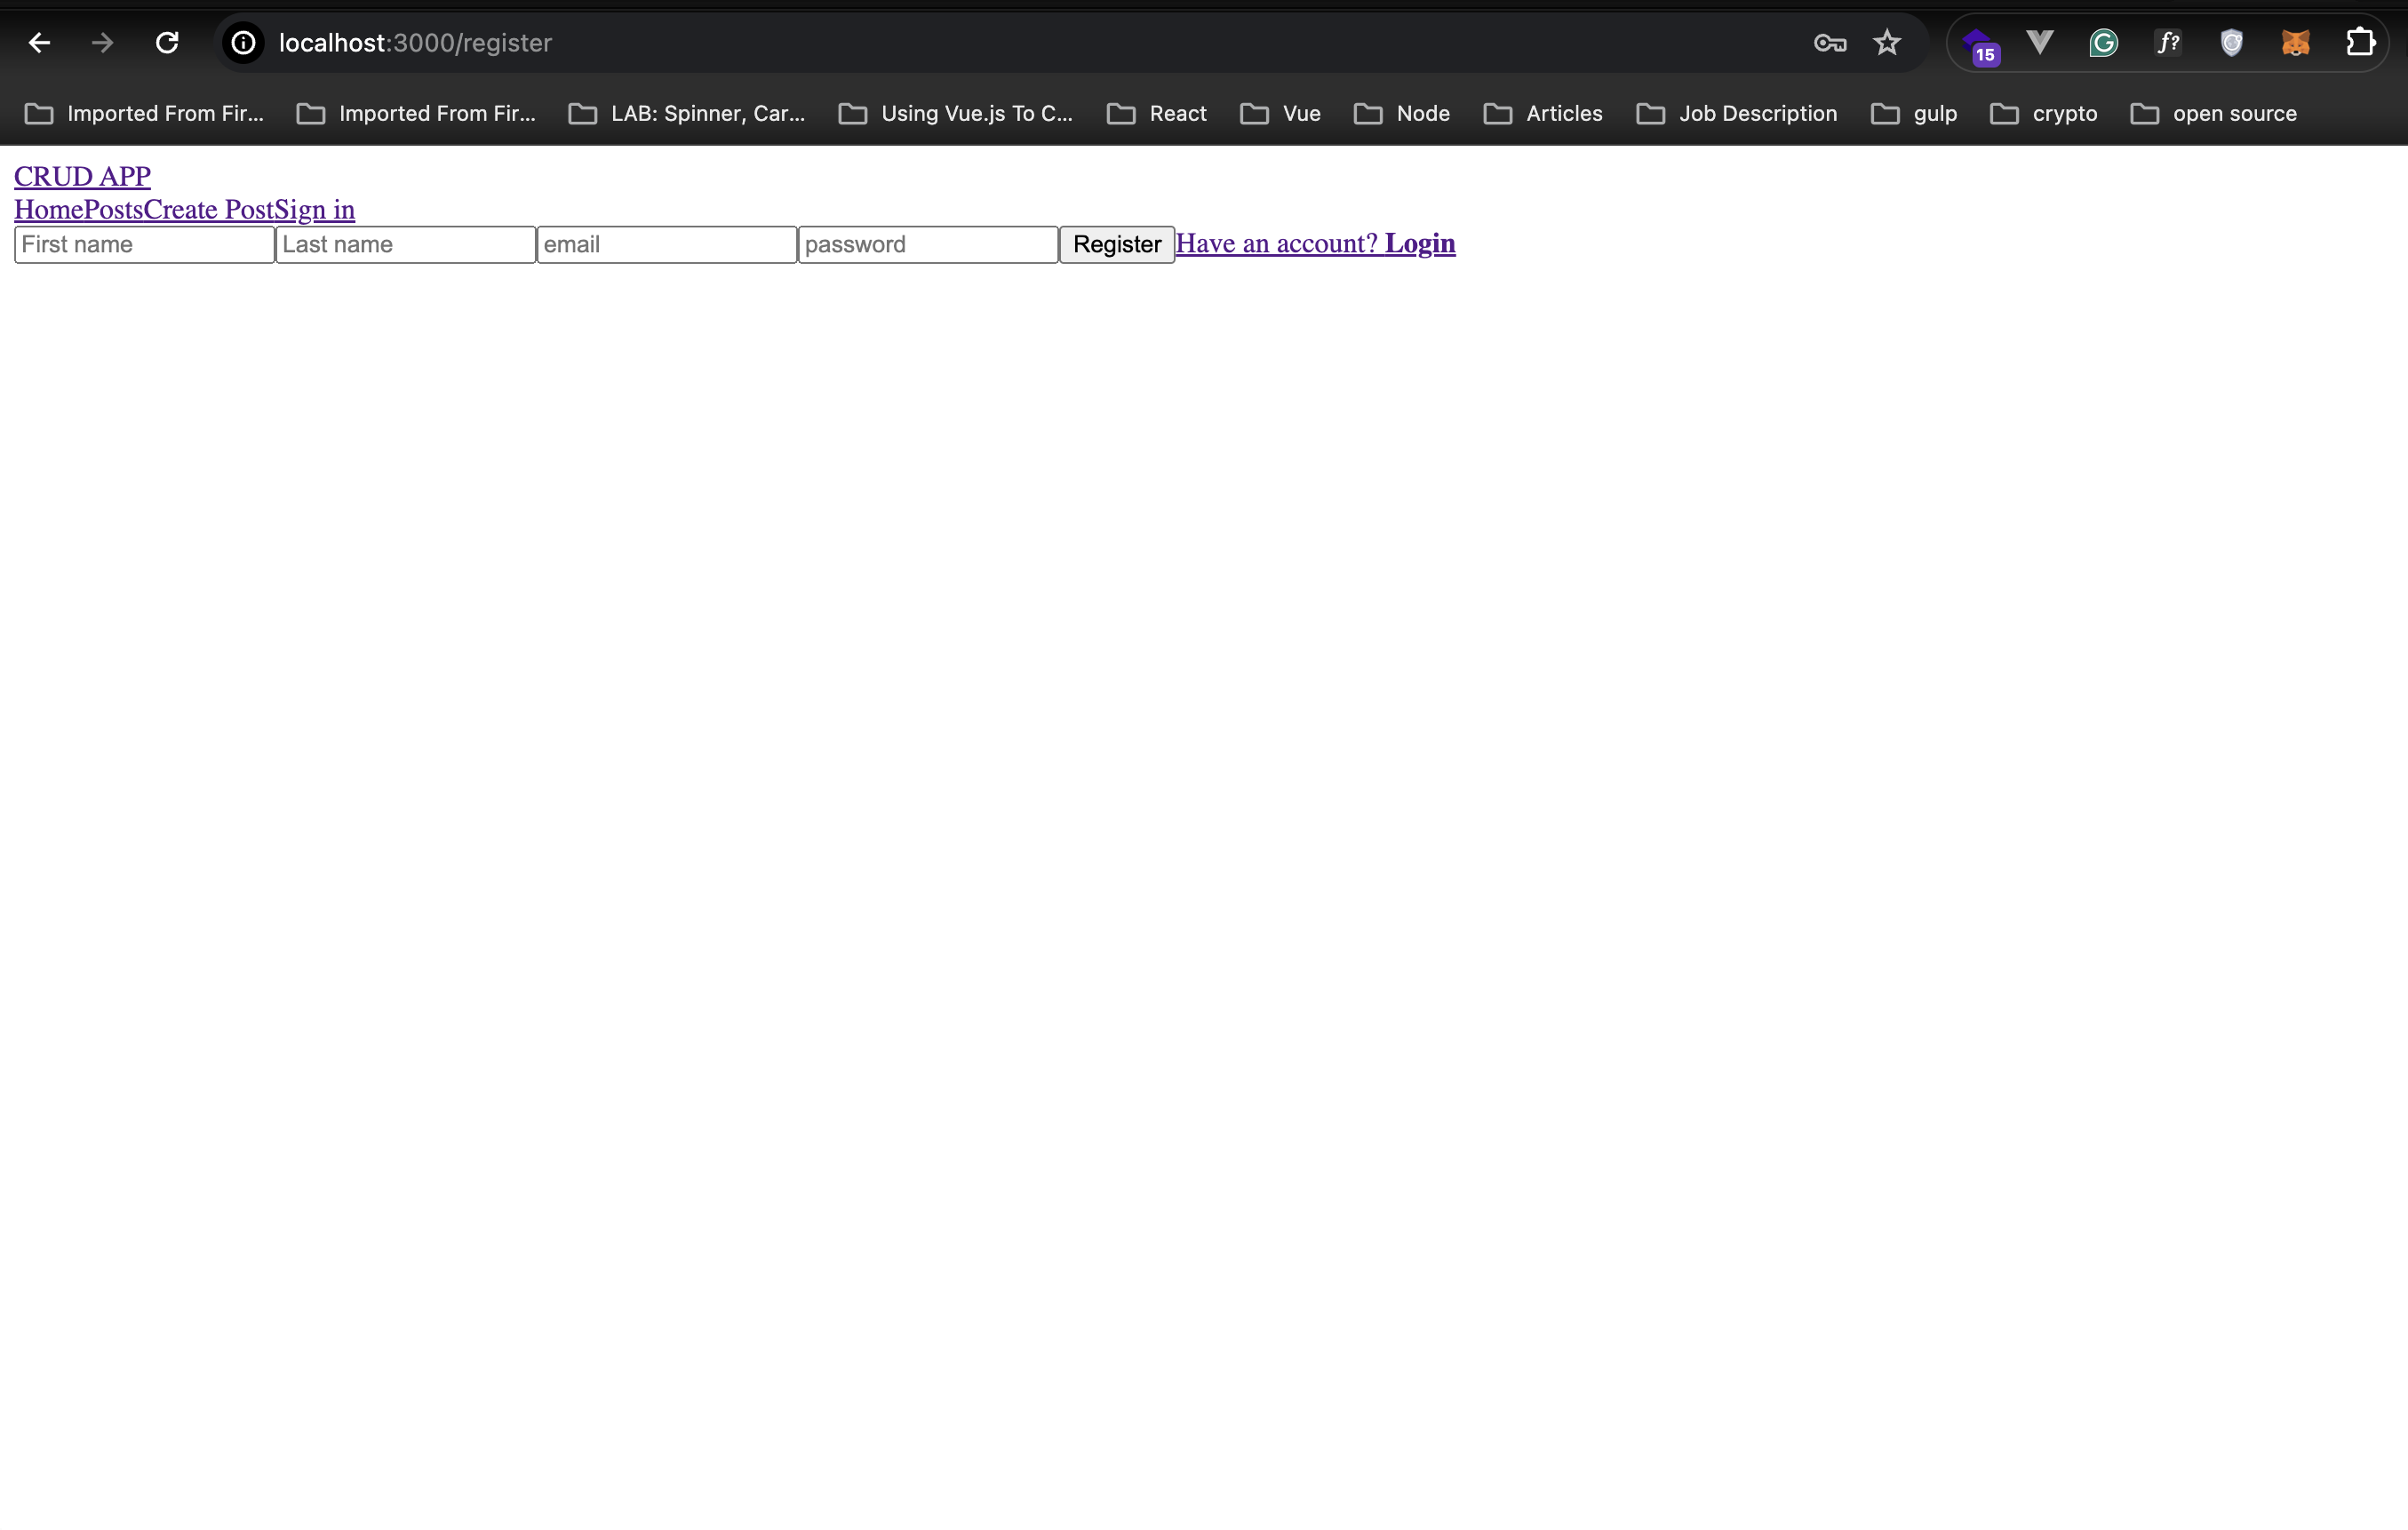 localhost:3000/register
15
Imported From Fir... Imported From Fir... LAB: Spinner, Car... Using Vue.js To C... React Vue Node Articles Job Description gulp crypto open source
CRUD APP
HomePostsCreate PostSign in
First name Last name email password Register Have an account? Login